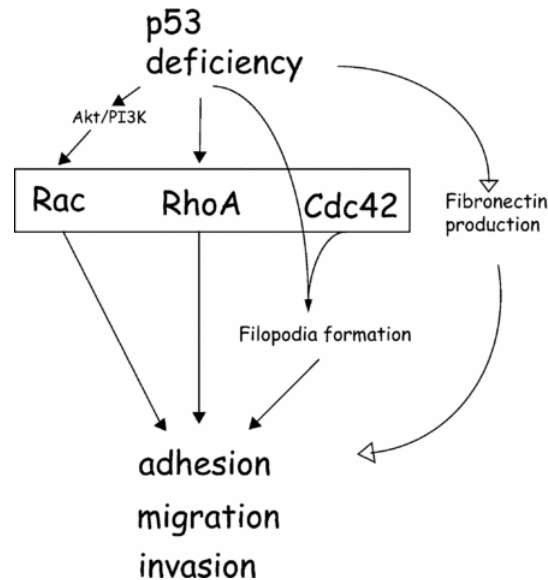 p53
deficiency
Akt/PI3K
Rac RhoA Cdc42
Fibronectin
production
Filopodia formation
adhesion
migration
invasion